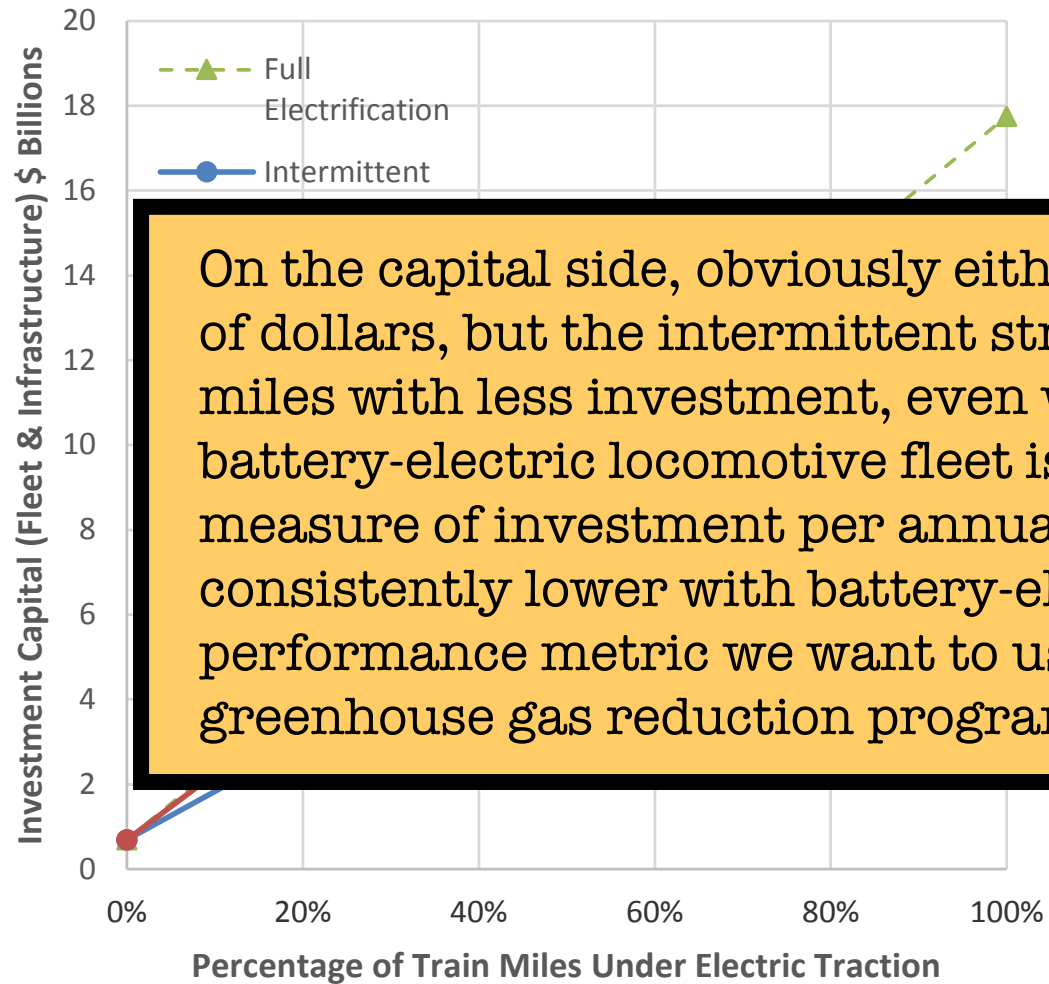 20
18
16
14
12
10
8
6
4
2
0
Investment Capital (Fleet & Infrastructure) $ Billions
Full
Electrification
Intermittent
On the capital side, obviously eith
of dollars, but the intermittent str
miles with less investment, even
battery-electric locomotive fleet is
measure of investment per annua
consistently lower with battery-el
performance metric we want to us
greenhouse gas reduction program
0%
20%
40%
60%
80%
100%
Percentage of Train Miles Under Electric Traction